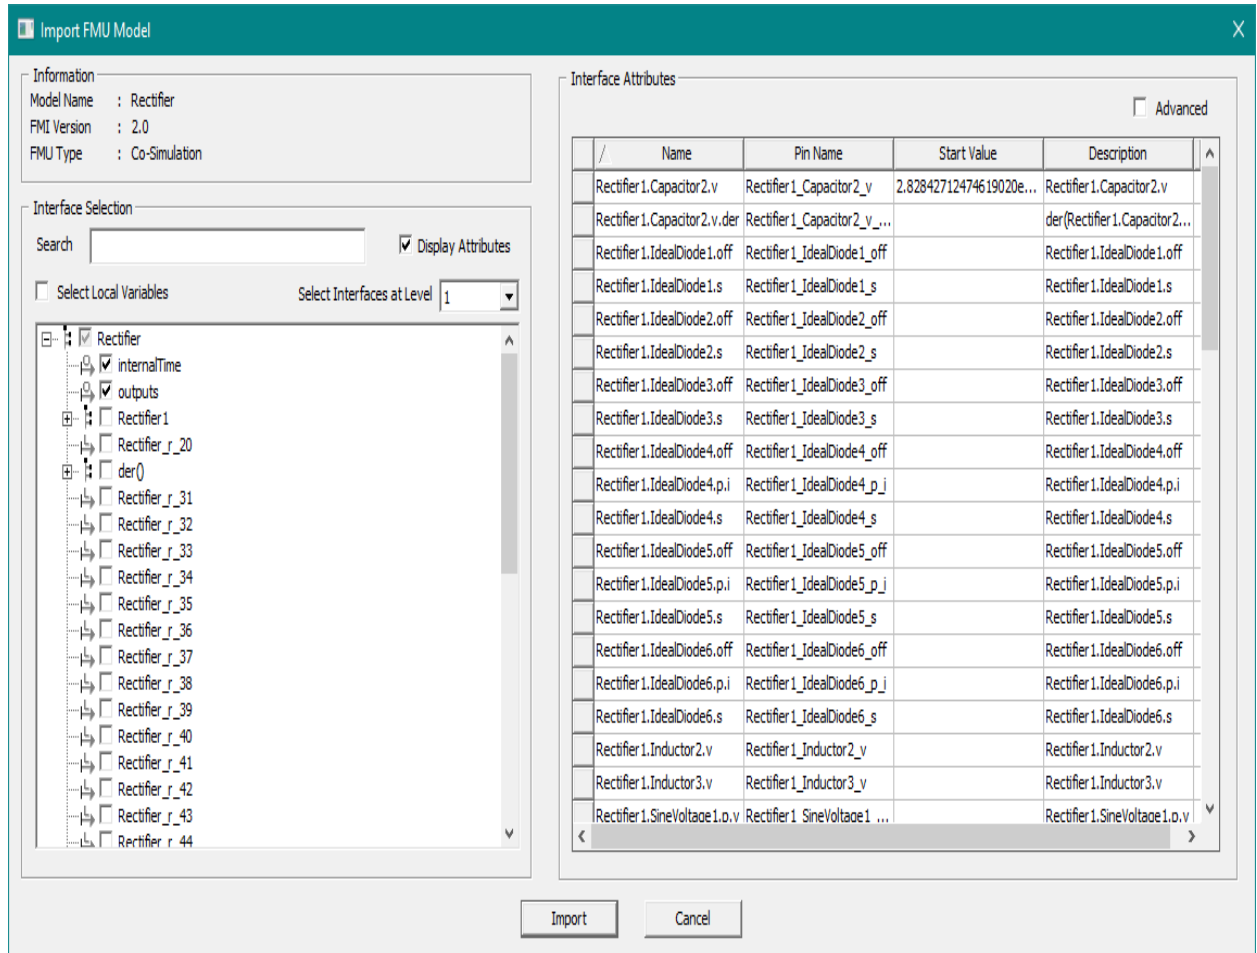 Import FMU Model
Information
Model Name : Rectifier
FMI Version : 2.0
FMU Type : Co-Simulation
Interface Selection
Search
Display Attributes
Select Local Variables
Select Interfaces at Level 1
Rectifier
internalTime
outputs
Rectifier1
Rectifier_r_20
der()
Rectifier_r_31
Rectifier_r_32
Rectifier_r_33
Rectifier_r_34
Rectifier_r_35
Rectifier_r_36
Rectifier_r_37
Rectifier_r_38
Rectifier_r_39
Rectifier_r_40
Rectifier_r_41
Rectifier_r_42
Rectifier_r_43
Rectifier_r_44
Interface Attributes
Advanced
Name Pin Name Start Value Description
Rectifier1.Capacitor2.v Rectifier1_Capacitor2_v 2.82842712474619020e... Rectifier1.Capacitor2.v
Rectifier1.Capacitor2.v.der Rectifier1_Capacitor2_v_... der(Rectifier1.Capacitor2...
Rectifier1.IdealDiode1.off Rectifier1_IdealDiode1_off Rectifier1.IdealDiode1.off
Rectifier1.IdealDiode1.s Rectifier1_IdealDiode1_s Rectifier1.IdealDiode1.s
Rectifier1.IdealDiode2.off Rectifier1_IdealDiode2_off Rectifier1.IdealDiode2.off
Rectifier1.IdealDiode2.s Rectifier1_IdealDiode2_s Rectifier1.IdealDiode2.s
Rectifier1.IdealDiode3.off Rectifier1_IdealDiode3_off Rectifier1.IdealDiode3.off
Rectifier1.IdealDiode3.s Rectifier1_IdealDiode3_s Rectifier1.IdealDiode3.s
Rectifier1.IdealDiode4.off Rectifier1_IdealDiode4_off Rectifier1.IdealDiode4.off
Rectifier1.IdealDiode4.p.i Rectifier1_IdealDiode4_p_i Rectifier1.IdealDiode4.p.i
Rectifier1.IdealDiode4.s Rectifier1_IdealDiode4_s Rectifier1.IdealDiode4.s
Rectifier1.IdealDiode5.off Rectifier1_IdealDiode5_off Rectifier1.IdealDiode5.off
Rectifier1.IdealDiode5.p.i Rectifier1_IdealDiode5_p_i Rectifier1.IdealDiode5.p.i
Rectifier1.IdealDiode5.s Rectifier1_IdealDiode5_s Rectifier1.IdealDiode5.s
Rectifier1.IdealDiode6.off Rectifier1_IdealDiode6_off Rectifier1.IdealDiode6.off
Rectifier1.IdealDiode6.p.i Rectifier1_IdealDiode6_p_i Rectifier1.IdealDiode6.p.i
Rectifier1.IdealDiode6.s Rectifier1_IdealDiode6_s Rectifier1.IdealDiode6.s
Rectifier1.Inductor2.v Rectifier1_Inductor2_v Rectifier1.Inductor2.v
Rectifier1.Inductor3.v Rectifier1_Inductor3_v Rectifier1.Inductor3.v
Rectifier1.SineVoltage1.p.v Rectifier1_SineVoltage1_... Rectifier1.SineVoltage1.p.v
Import Cancel